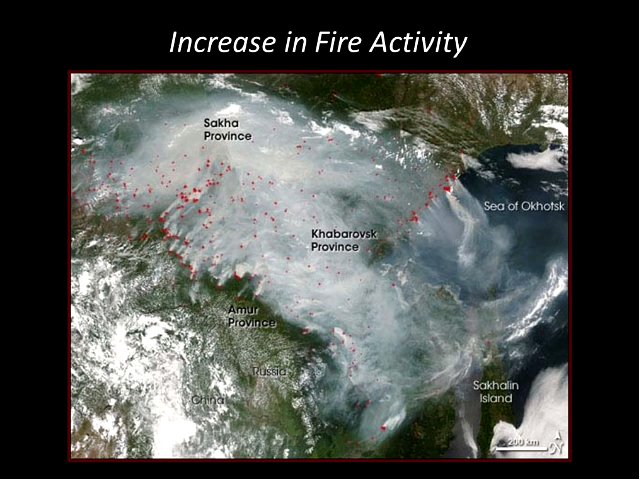 Increase in Fire Activity
Sakha
Province
Sea of Okhotsk
Khabarovsk
Province
Amur
Province
Russia
China
Sakhalin
Island
200 km
N